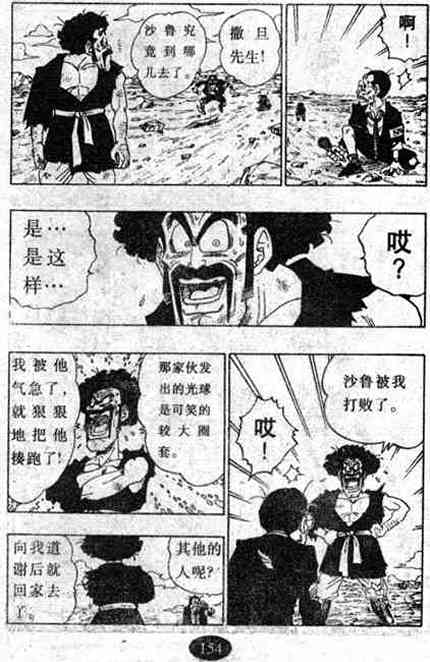 啊！
撒旦
先生！
沙鲁究
竟到哪
儿去了。
哎？
是…
是这
样…
沙鲁被我
打败了。
哎！
那家伙发
出的光球
是可笑的
较大圈
套。
我被他
气急了，
就狠狠
地把他
揍跑了！
其他的
人呢？
向我道
谢后就
回家去
了。
154